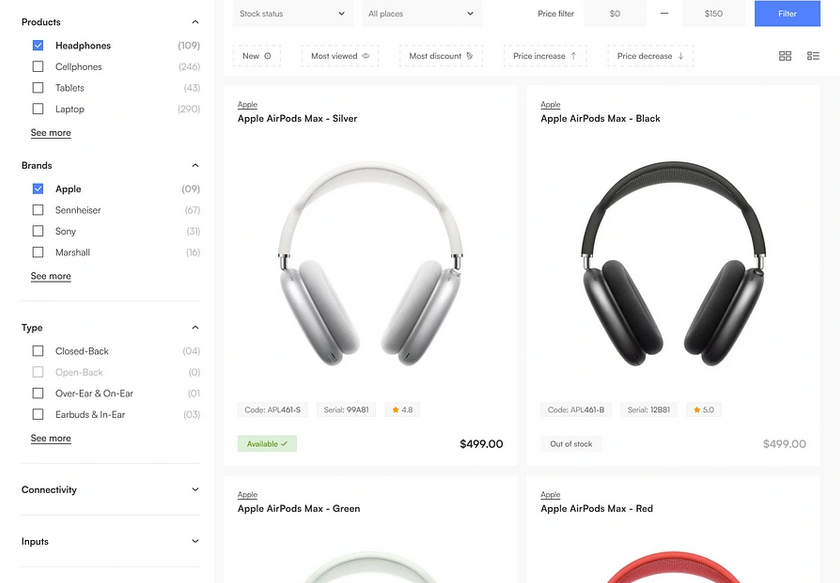 Products
Headphones (109)
Cellphones (246)
Tablets (43)
Laptop (290)
See more
Brands
Apple (09)
Sennheiser (67)
Sony (31)
Marshall (16)
See more
Type
Closed-Back (04)
Open-Back (0)
Over-Ear & On-Ear (01
Earbuds & In-Ear (03)
See more
Connectivity
Inputs
Stock status All places Price filter $0 — $150 Filter
New Most viewed Most discount Price increase ↑ Price decrease ↓
Apple
Apple AirPods Max - Silver
Code: APL461-S Serial: 99A81 ★ 4.8
Available ✓ $499.00
Apple
Apple AirPods Max - Black
Code: APL461-B Serial: 12B81 ★ 5.0
Out of stock $499.00
Apple
Apple AirPods Max - Green
Apple
Apple AirPods Max - Red